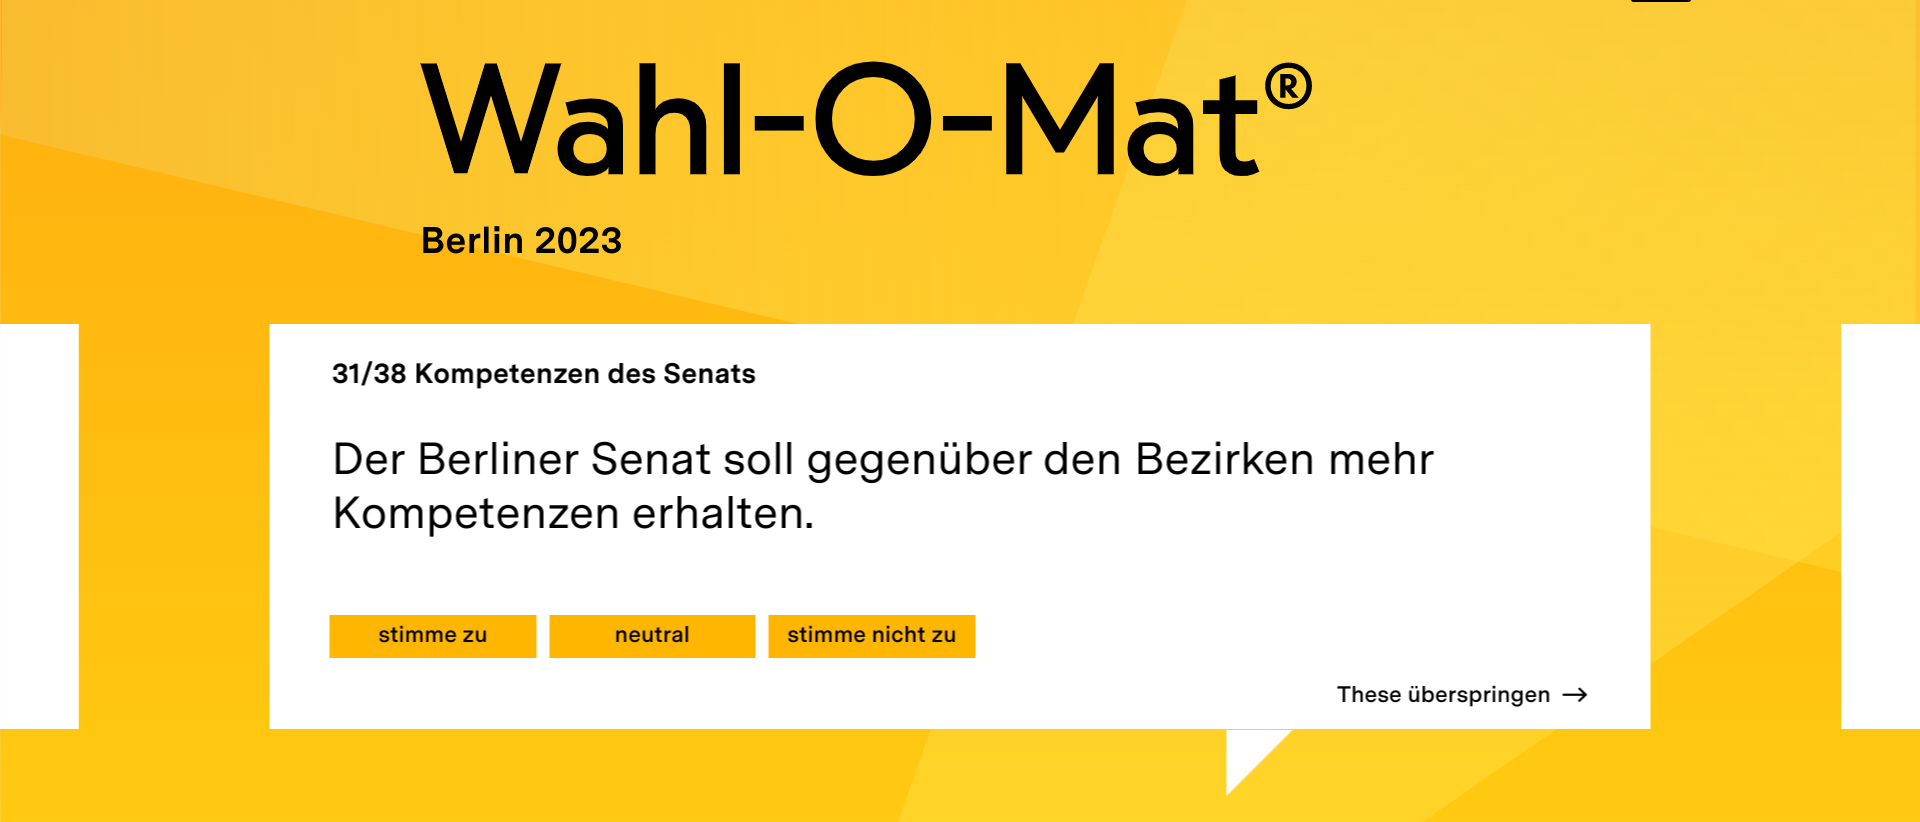 Wahl-O-Mat®
Berlin 2023
31/38 Kompetenzen des Senats
Der Berliner Senat soll gegenüber den Bezirken mehr
Kompetenzen erhalten.
stimme zu
neutral
stimme nicht zu
These überspringen →